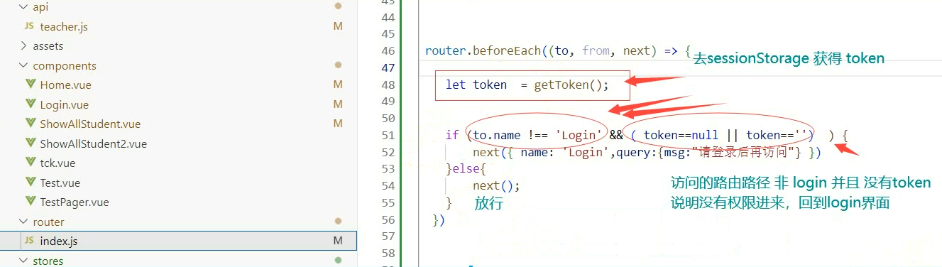 api
JS teacher.js M
assets
components
Home.vue M
Login.vue M
ShowAllStudent.vue M
ShowAllStudent2.vue
tck.vue
Test.vue
TestPager.vue
router
JS index.js M
stores
43
44
45
46 router.beforeEach((to, from, next) => {
47
去sessionStorage 获得 token
48 let token  = getToken();
49
50
51 if (to.name !== 'Login' && ( token==null || token=='')  ) {
52 next({ name: 'Login',query:{msg:"请登录后再访问"} })
53 }else{
54 next();
访问的路由路径 非 login 并且 没有token
55 }
放行
说明没有权限进来，回到login界面
56 })
57
58